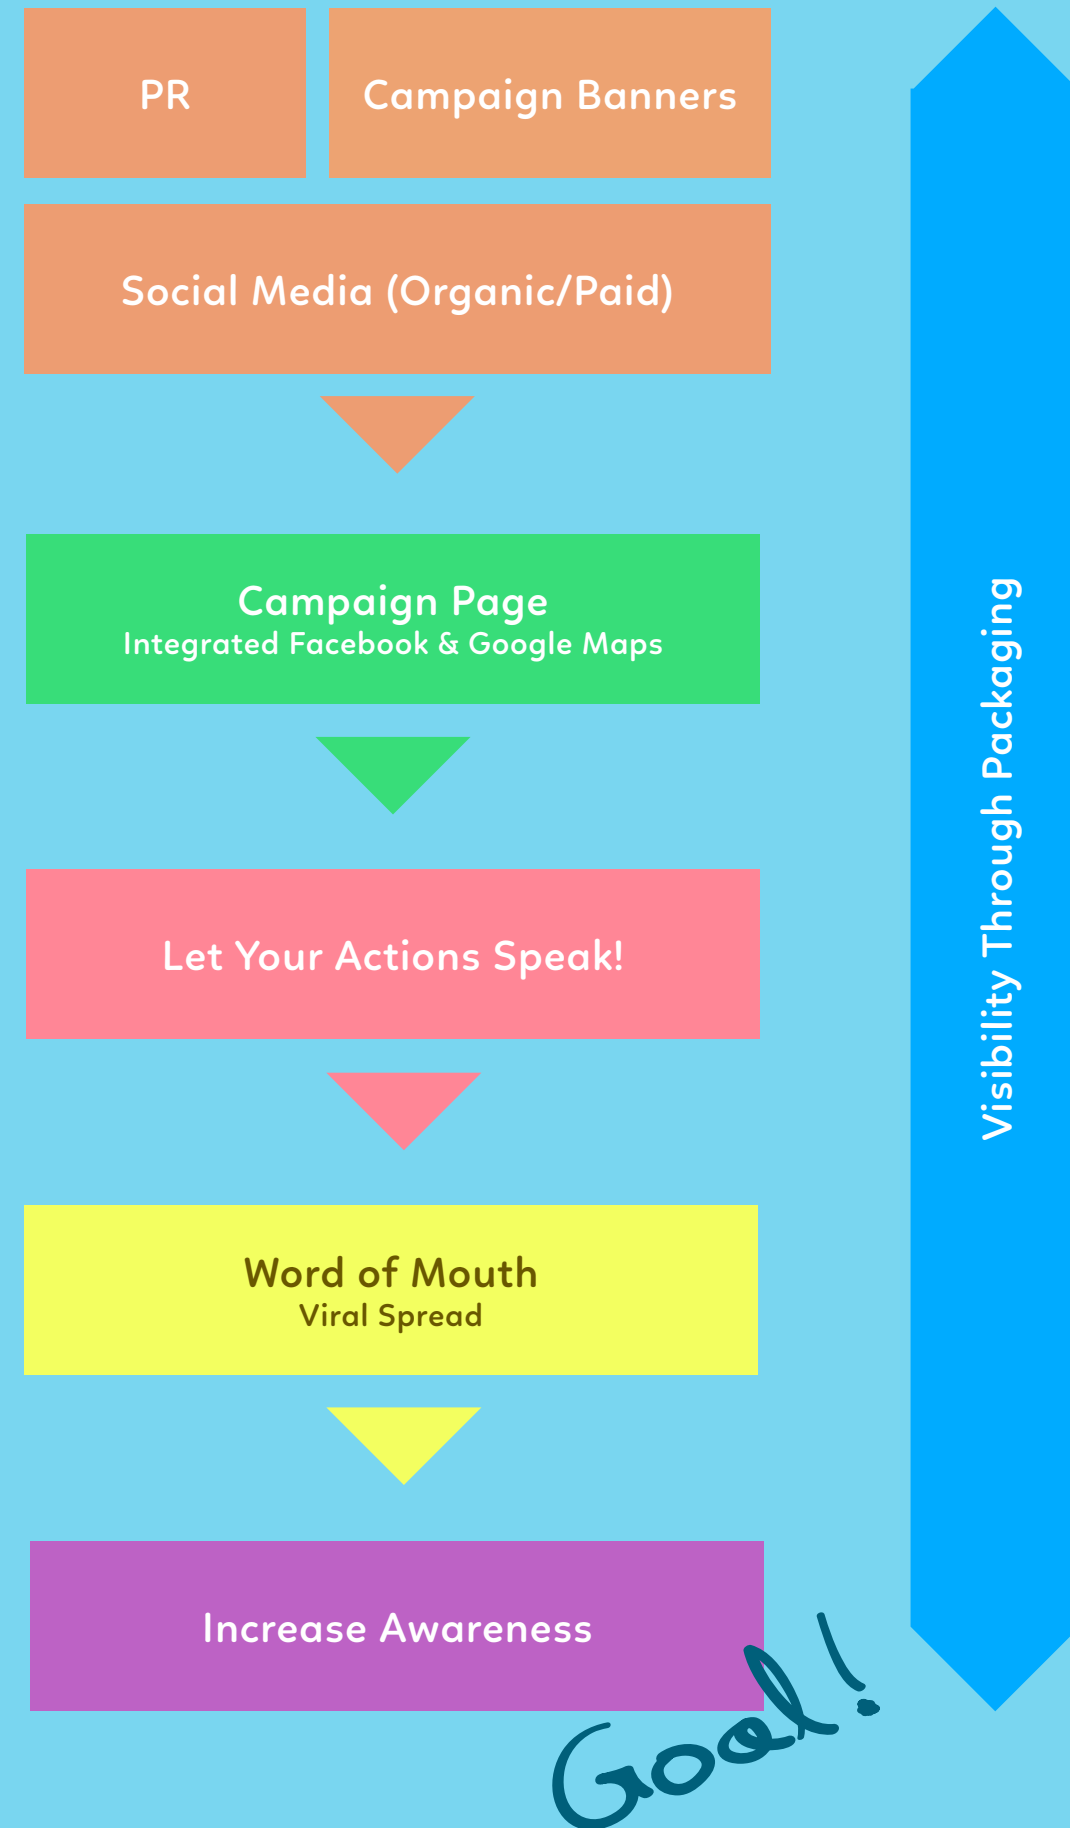 PR
Campaign Banners
Social Media (Organic/Paid)
Campaign Page
Integrated Facebook & Google Maps
Let Your Actions Speak!
Word of Mouth
Viral Spread
Increase Awareness
Goal!
Visibility Through Packaging